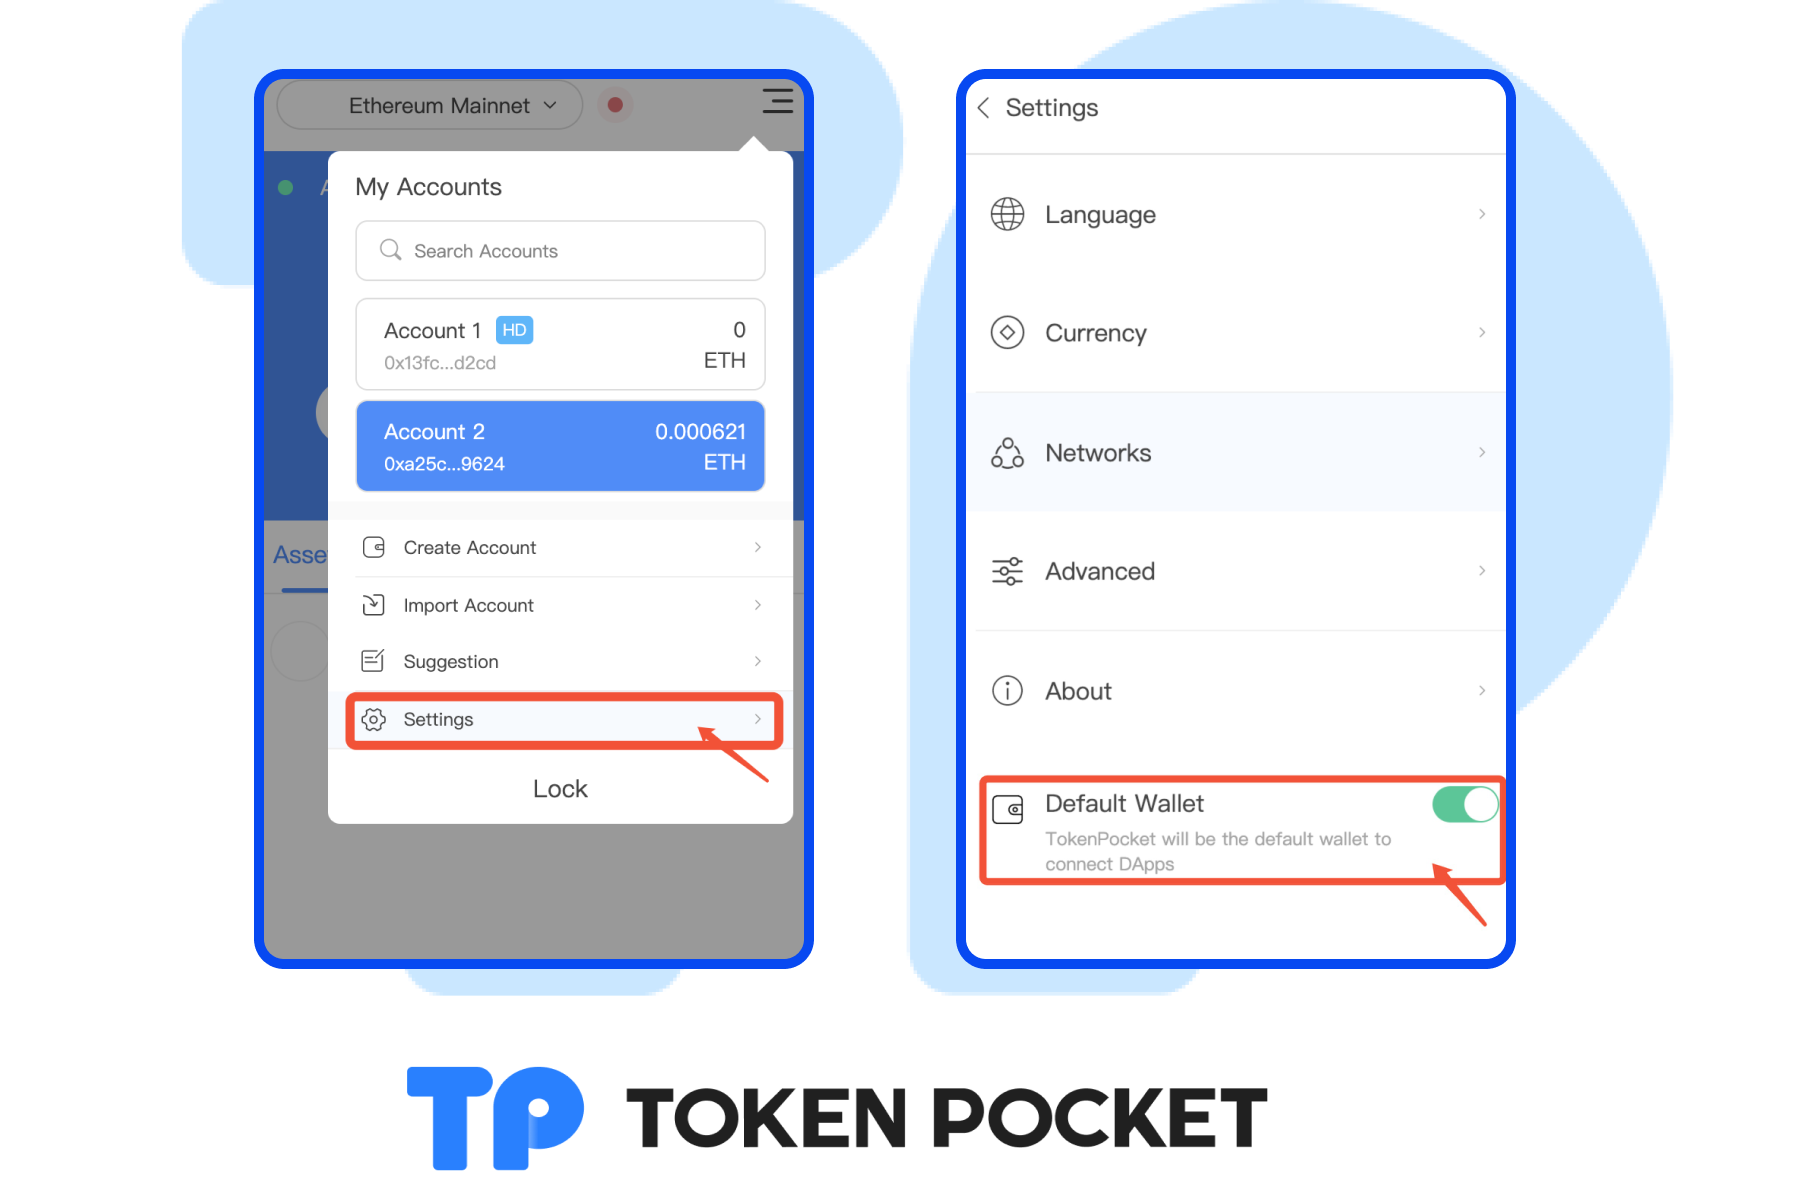 Ethereum Mainnet
My Accounts
Search Accounts
Account 1 HD 0
0x13fc...d2cd ETH
Account 2 0.000621
0xa25c...9624 ETH
Asse
Create Account
Import Account
Suggestion
Settings
Lock
Settings
Language
Currency
Networks
Advanced
About
Default Wallet
TokenPocket will be the default wallet to
connect DApps
TP TOKEN POCKET